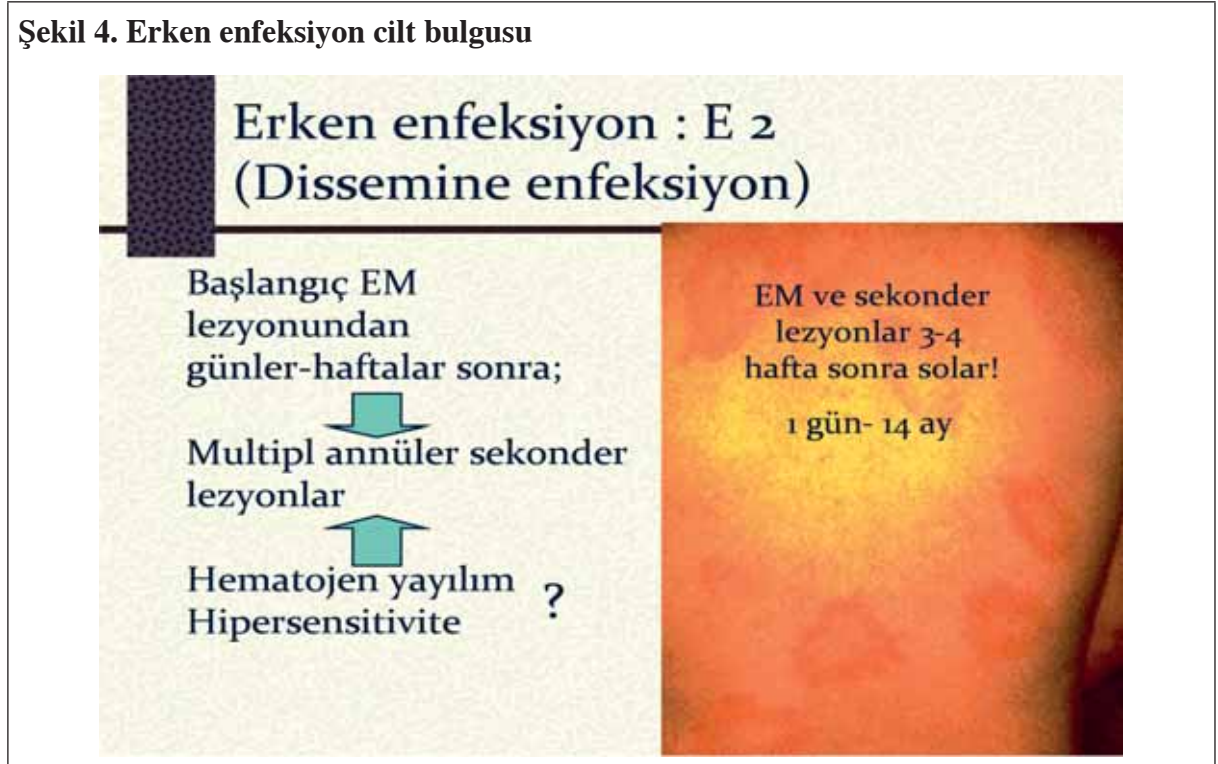 Şekil 4. Erken enfeksiyon cilt bulgusu
Erken enfeksiyon : E 2
(Dissemine enfeksiyon)
Başlangıç EM
lezyonundan
günler-haftalar sonra;
Multipl annüler sekonder
lezyonlar
Hematojen yayılım
Hipersensitivite ?
EM ve sekonder
lezyonlar 3-4
hafta sonra solar!
1 gün- 14 ay